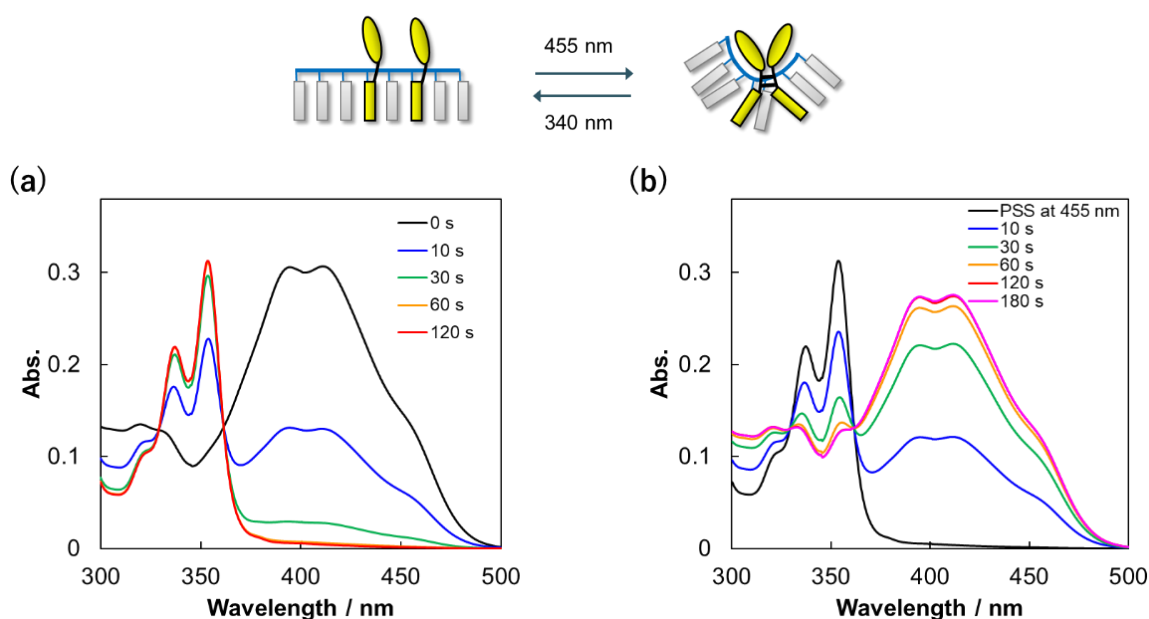 455 nm
340 nm
(a)
(b)
Abs.
0.3
0.2
0.1
0
300
350
400
450
500
Wavelength / nm
0 s
10 s
30 s
60 s
120 s
Abs.
0.3
0.2
0.1
0
300
350
400
450
500
Wavelength / nm
PSS at 455 nm
10 s
30 s
60 s
120 s
180 s